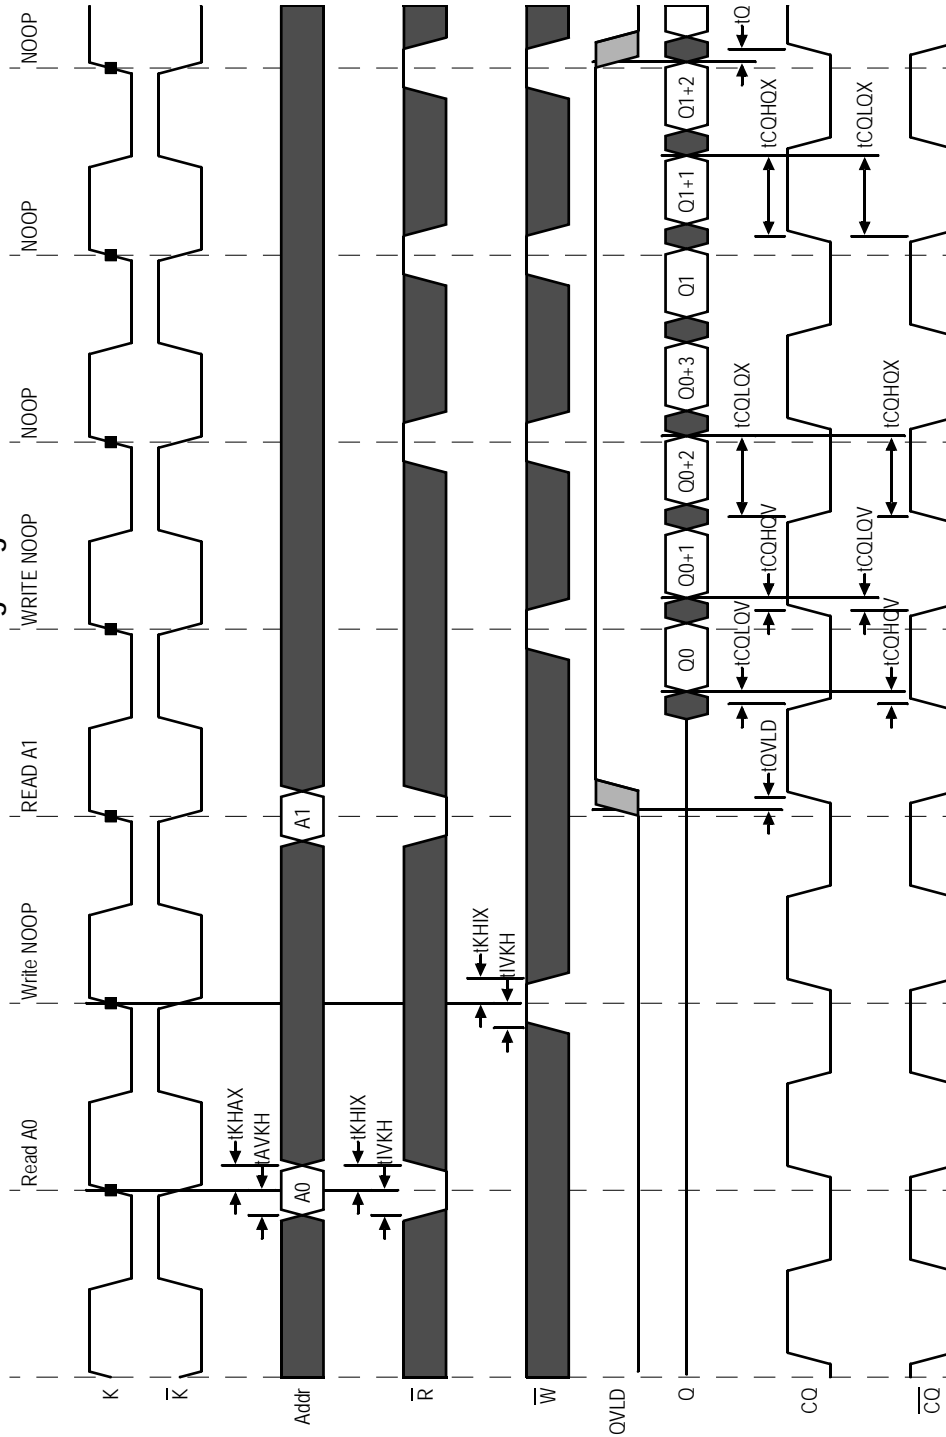 Read A0 Write NOOP READ A1 WRITE NOOP NOOP NOOP NOOP
K
K̅
tKHAX
tAVKH
Addr A0 A1
tKHIX
tIVKH
R̅
tKHIX
tIVKH
W̅
QVLD
Q Q0 Q0+1 Q0+2 Q0+3 Q1 Q1+1 Q1+2
tCQLQV tCQLQX tQ
tQVLD tCQHQV tCQHQX
CQ
tCQLQV tCQLQX
tCQHQV tCQHQX
C̅Q̅